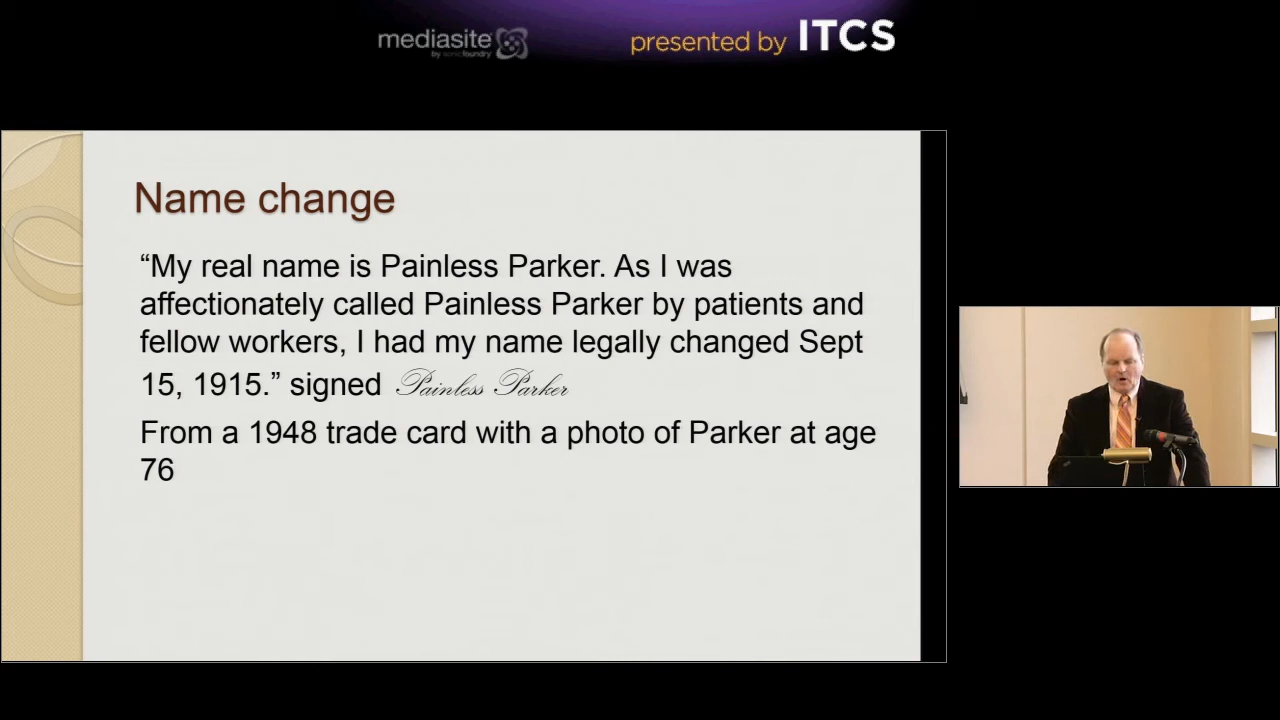 mediasite
by sonicfoundry
presented by ITCS
Name change
“My real name is Painless Parker. As I was
affectionately called Painless Parker by patients and
fellow workers, I had my name legally changed Sept
15, 1915.” signed Painless Parker
From a 1948 trade card with a photo of Parker at age
76